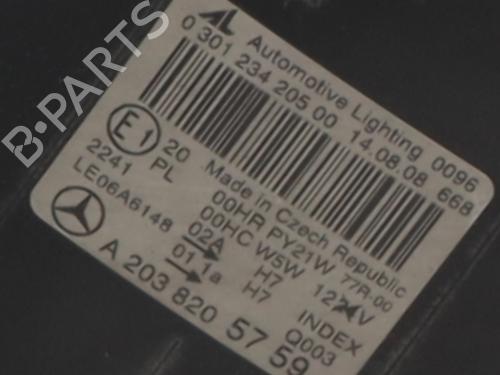 B-PARTS
AL Automotive Lighting 0096
0 301 234 205 00 14.08.08 668
E1 20 PL
2241
LE06A6148
Made in Czech Republic
00HR PY21W 77R-00
00HC W5W 12V
02A H7 INDEX
01 1a H7 Q003
A 203 820 57 59